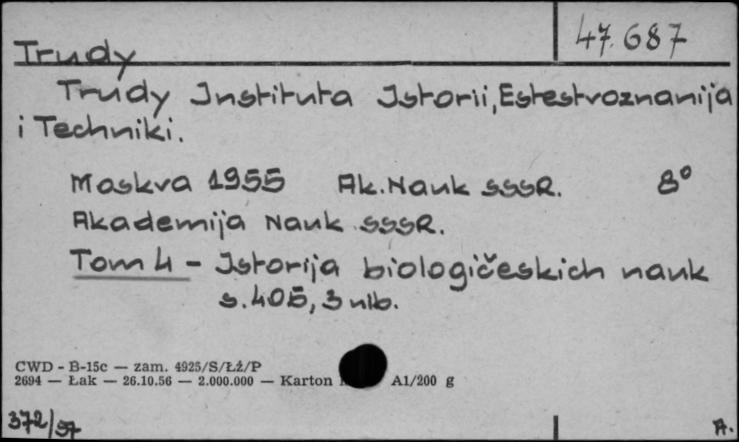 47.687
Trudy
Trudy Instituta Istorii, Estestvoznanija
i Techniki.
Moskva 1955 Ak. Nauk SSSR. 8°
Akademija Nauk SSSR.
Tom 4 - Istorija biologičeskich nauk
s. 405, 3 nlb.
CWD - B-15c — zam. 4925/S/Łż/P
2694 — Łak — 26.10.56 — 2.000.000 — Karton A1/200 g
372/57 A.